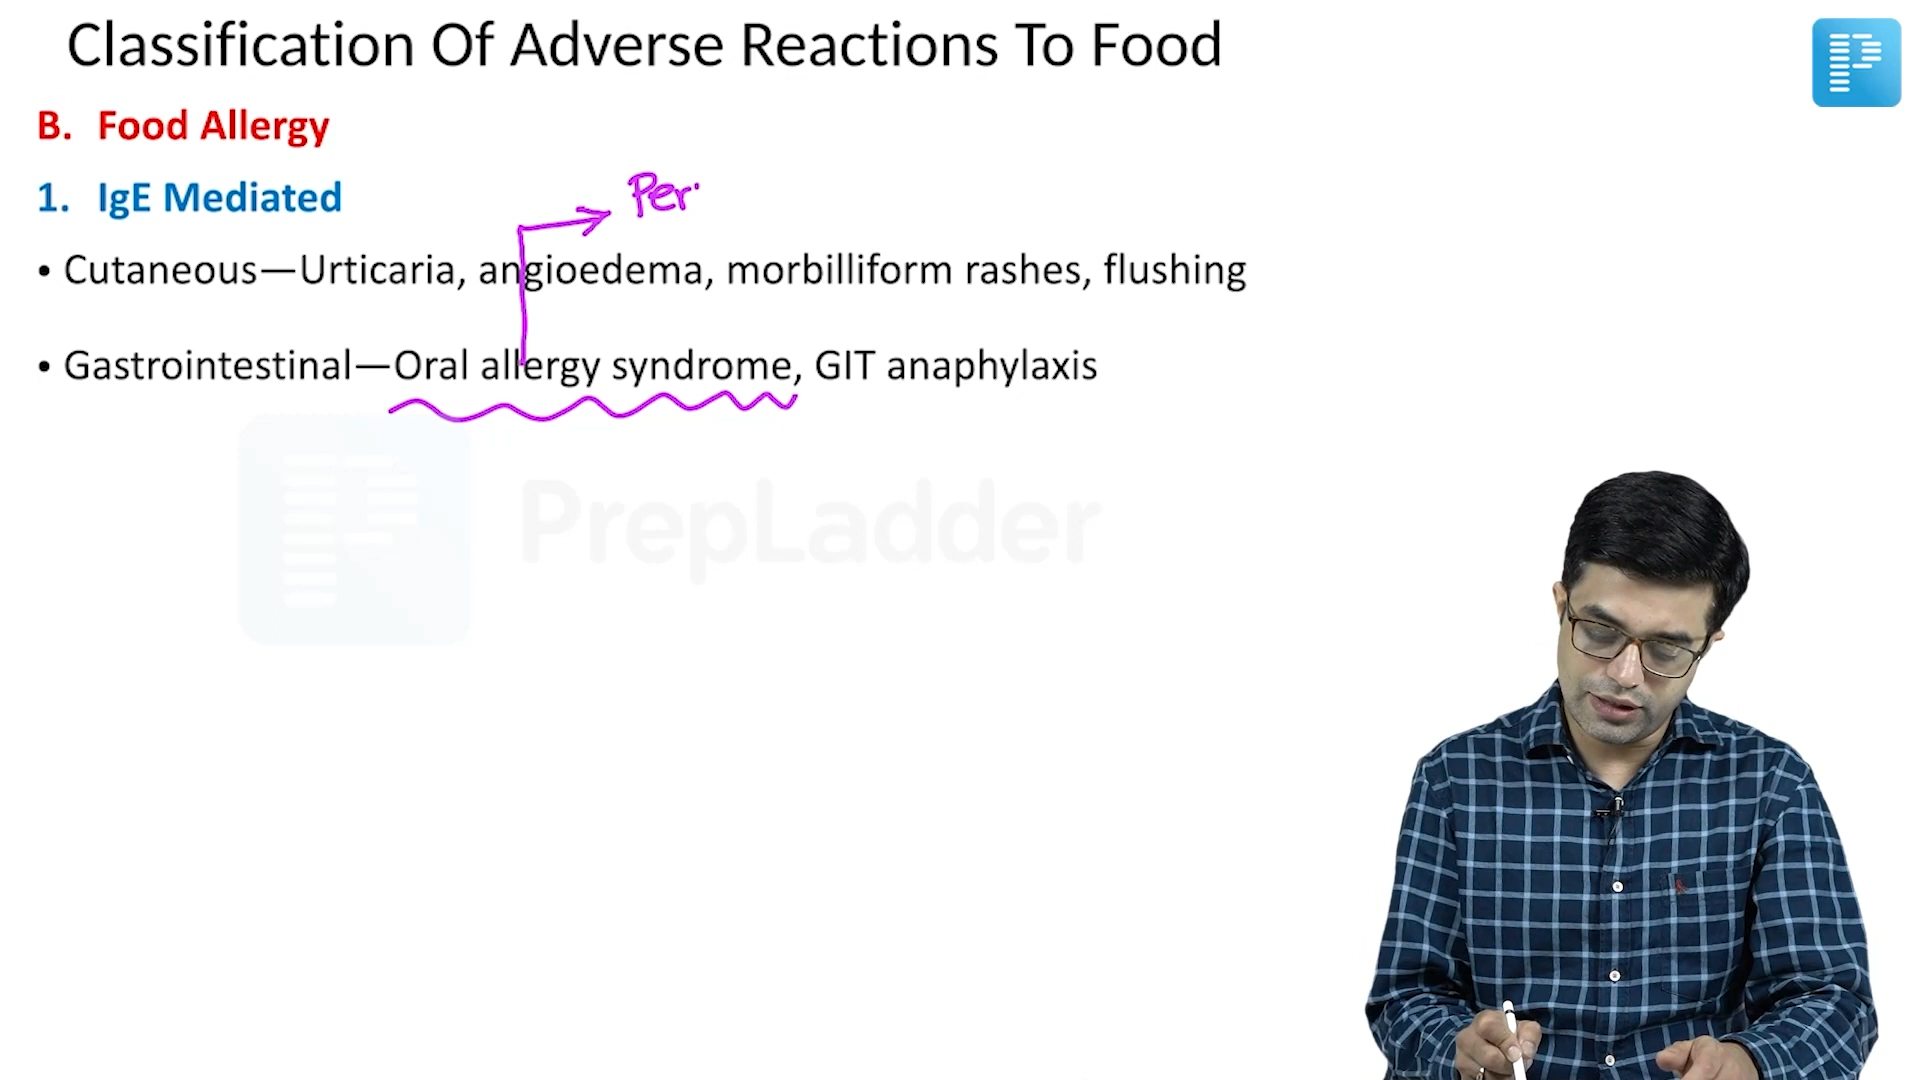 Classification Of Adverse Reactions To Food
B. Food Allergy
1. IgE Mediated
Per
• Cutaneous—Urticaria, angioedema, morbilliform rashes, flushing
• Gastrointestinal—Oral allergy syndrome, GIT anaphylaxis
PrepLadder